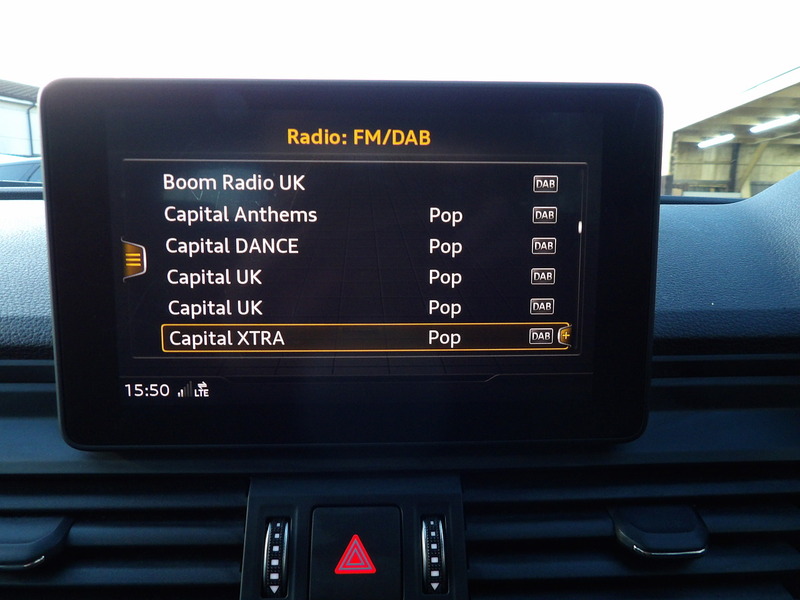 Radio: FM/DAB
Boom Radio UK DAB
Capital Anthems Pop DAB
Capital DANCE Pop DAB
Capital UK Pop DAB
Capital UK Pop DAB
Capital XTRA Pop DAB
15:50 LTE